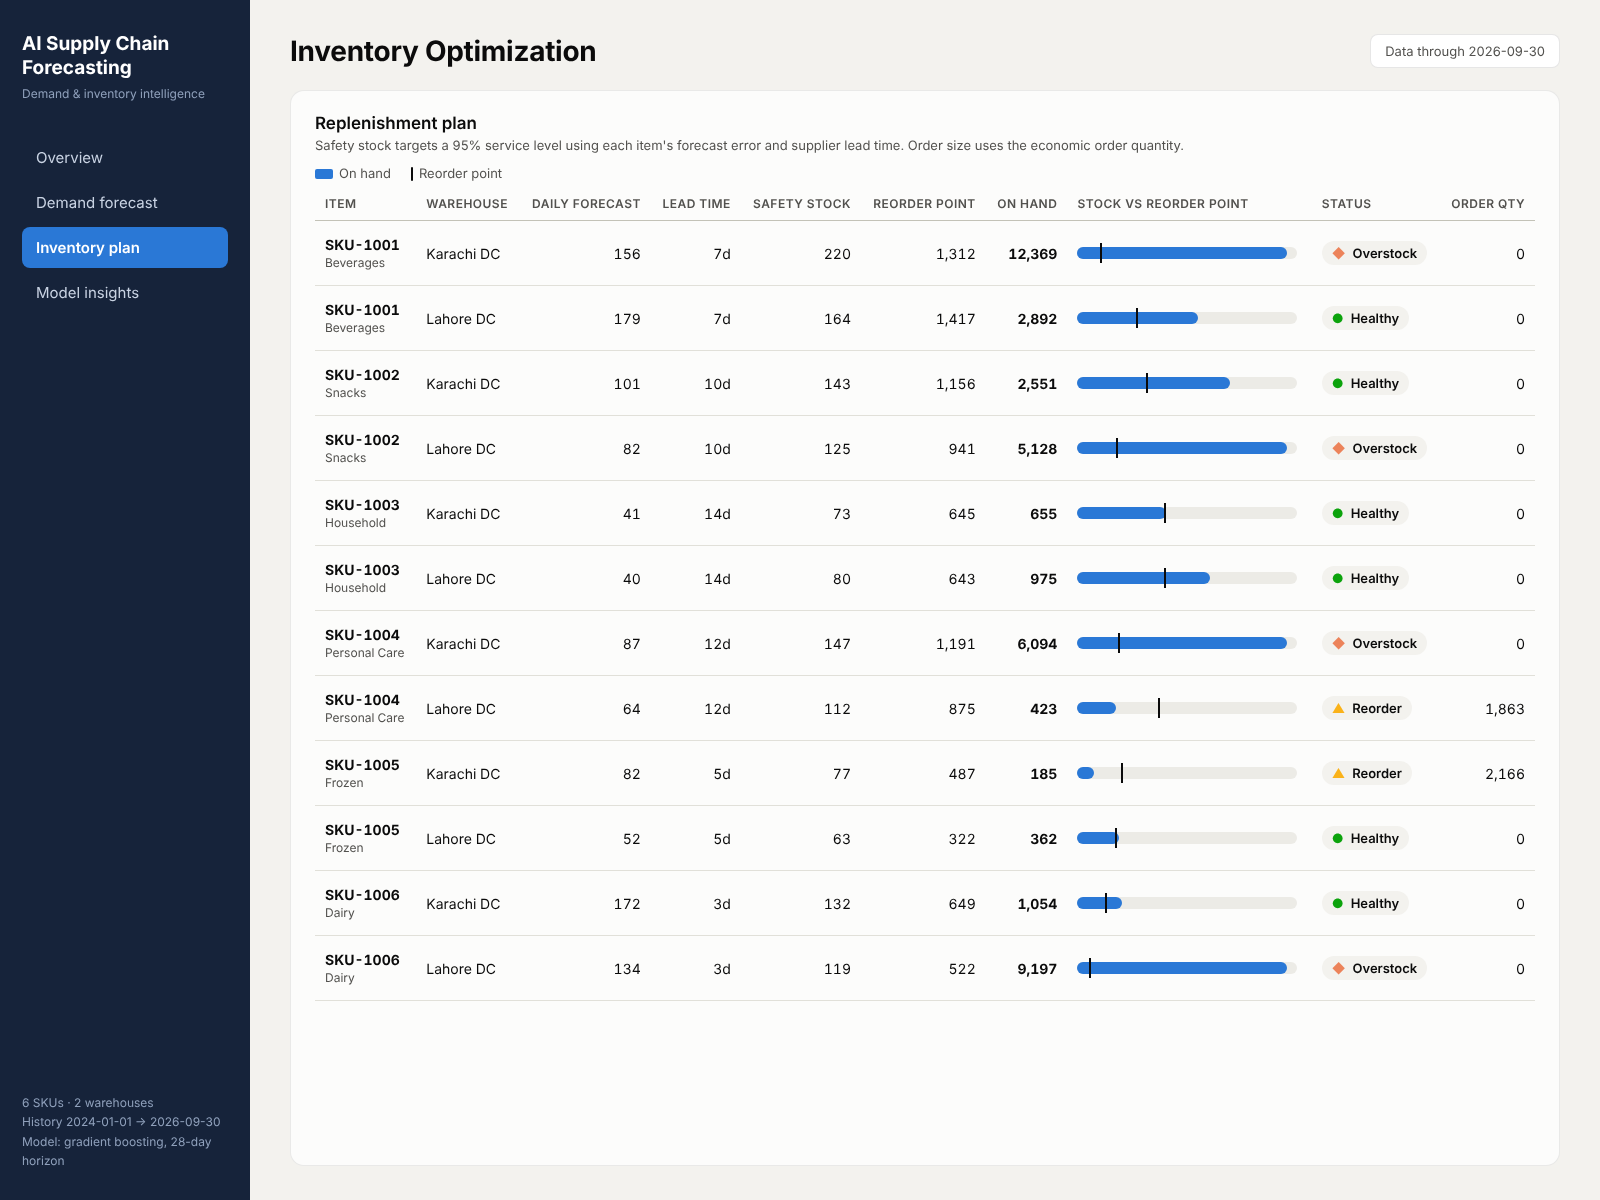 AI Supply Chain
Forecasting
Demand & inventory intelligence
Overview
Demand forecast
Inventory plan
Model insights
6 SKUs · 2 warehouses
History 2024-01-01 → 2026-09-30
Model: gradient boosting, 28-day
horizon
Inventory Optimization
Data through 2026-09-30
Replenishment plan
Safety stock targets a 95% service level using each item's forecast error and supplier lead time. Order size uses the economic order quantity.
On hand Reorder point
ITEM WAREHOUSE DAILY FORECAST LEAD TIME SAFETY STOCK REORDER POINT ON HAND STOCK VS REORDER POINT STATUS ORDER QTY
SKU-1001
Beverages
Karachi DC 156 7d 220 1,312 12,369 Overstock 0
SKU-1001
Beverages
Lahore DC 179 7d 164 1,417 2,892 Healthy 0
SKU-1002
Snacks
Karachi DC 101 10d 143 1,156 2,551 Healthy 0
SKU-1002
Snacks
Lahore DC 82 10d 125 941 5,128 Overstock 0
SKU-1003
Household
Karachi DC 41 14d 73 645 655 Healthy 0
SKU-1003
Household
Lahore DC 40 14d 80 643 975 Healthy 0
SKU-1004
Personal Care
Karachi DC 87 12d 147 1,191 6,094 Overstock 0
SKU-1004
Personal Care
Lahore DC 64 12d 112 875 423 Reorder 1,863
SKU-1005
Frozen
Karachi DC 82 5d 77 487 185 Reorder 2,166
SKU-1005
Frozen
Lahore DC 52 5d 63 322 362 Healthy 0
SKU-1006
Dairy
Karachi DC 172 3d 132 649 1,054 Healthy 0
SKU-1006
Dairy
Lahore DC 134 3d 119 522 9,197 Overstock 0